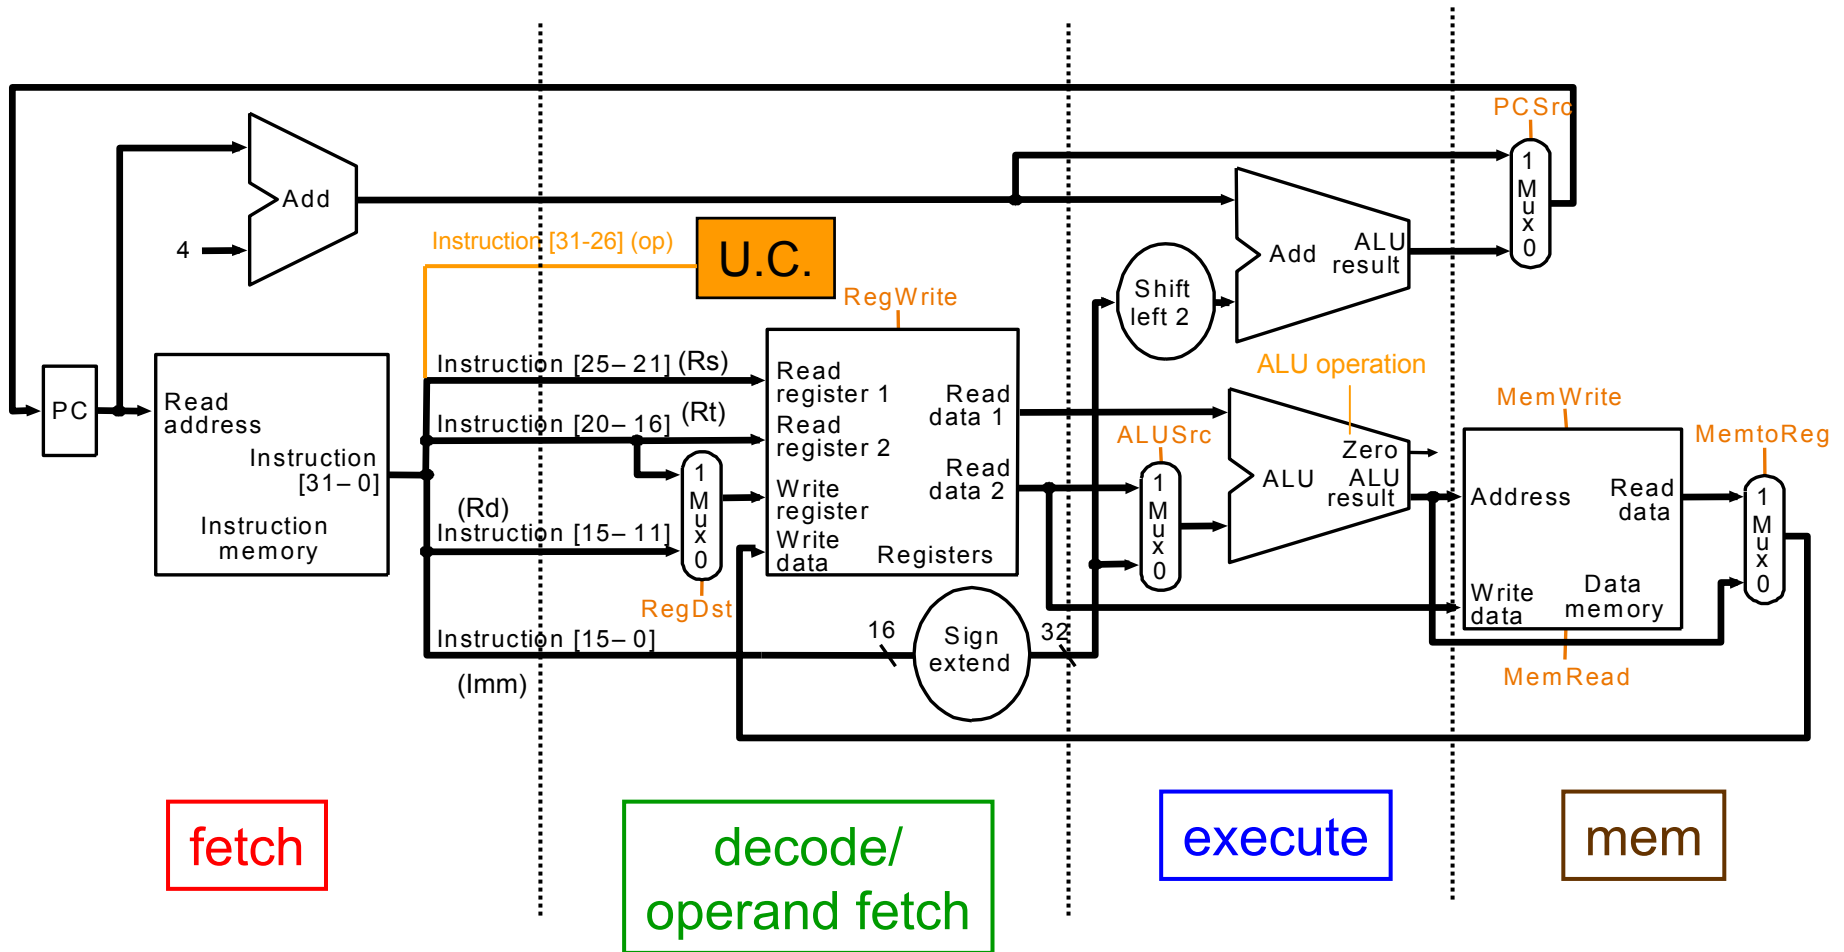 PCSrc
1
Mux
0
Add
4
Instruction [31-26] (op)
U.C.
Add
ALU
result
Shift
left 2
RegWrite
Instruction [25–21] (Rs)
Read
register 1
Read
data 1
ALU operation
PC
Read
address
Instruction [20–16] (Rt)
Read
register 2
Read
data 2
ALUSrc
Zero
ALU
ALU
result
MemWrite
MemtoReg
Instruction
[31–0]
Instruction
memory
1
Mux
0
Write
register
Write
data
Registers
1
Mux
0
Address
Read
data
1
Mux
0
(Rd)
Instruction [15–11]
RegDst
Write
data
Data
memory
Instruction [15–0]
16
Sign
extend
32
(Imm)
MemRead
fetch
decode/
operand fetch
execute
mem